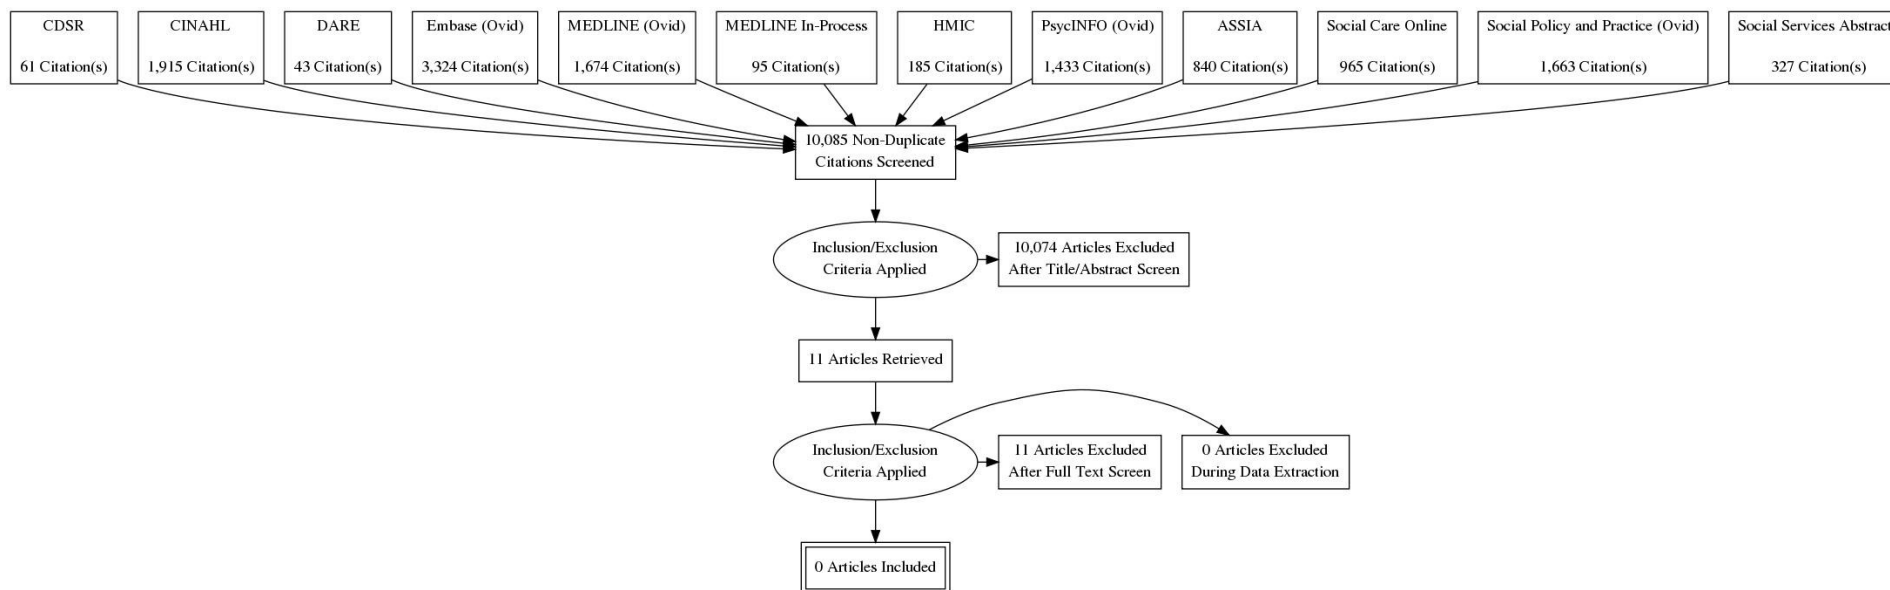 CDSR
61 Citation(s)
CINAHL
1,915 Citation(s)
DARE
43 Citation(s)
Embase (Ovid)
3,324 Citation(s)
MEDLINE (Ovid)
1,674 Citation(s)
MEDLINE In-Process
95 Citation(s)
HMIC
185 Citation(s)
PsycINFO (Ovid)
1,433 Citation(s)
ASSIA
840 Citation(s)
Social Care Online
965 Citation(s)
Social Policy and Practice (Ovid)
1,663 Citation(s)
Social Services Abstract
327 Citation(s)
10,085 Non-Duplicate
Citations Screened
Inclusion/Exclusion
Criteria Applied
10,074 Articles Excluded
After Title/Abstract Screen
11 Articles Retrieved
Inclusion/Exclusion
Criteria Applied
11 Articles Excluded
After Full Text Screen
0 Articles Excluded
During Data Extraction
0 Articles Included